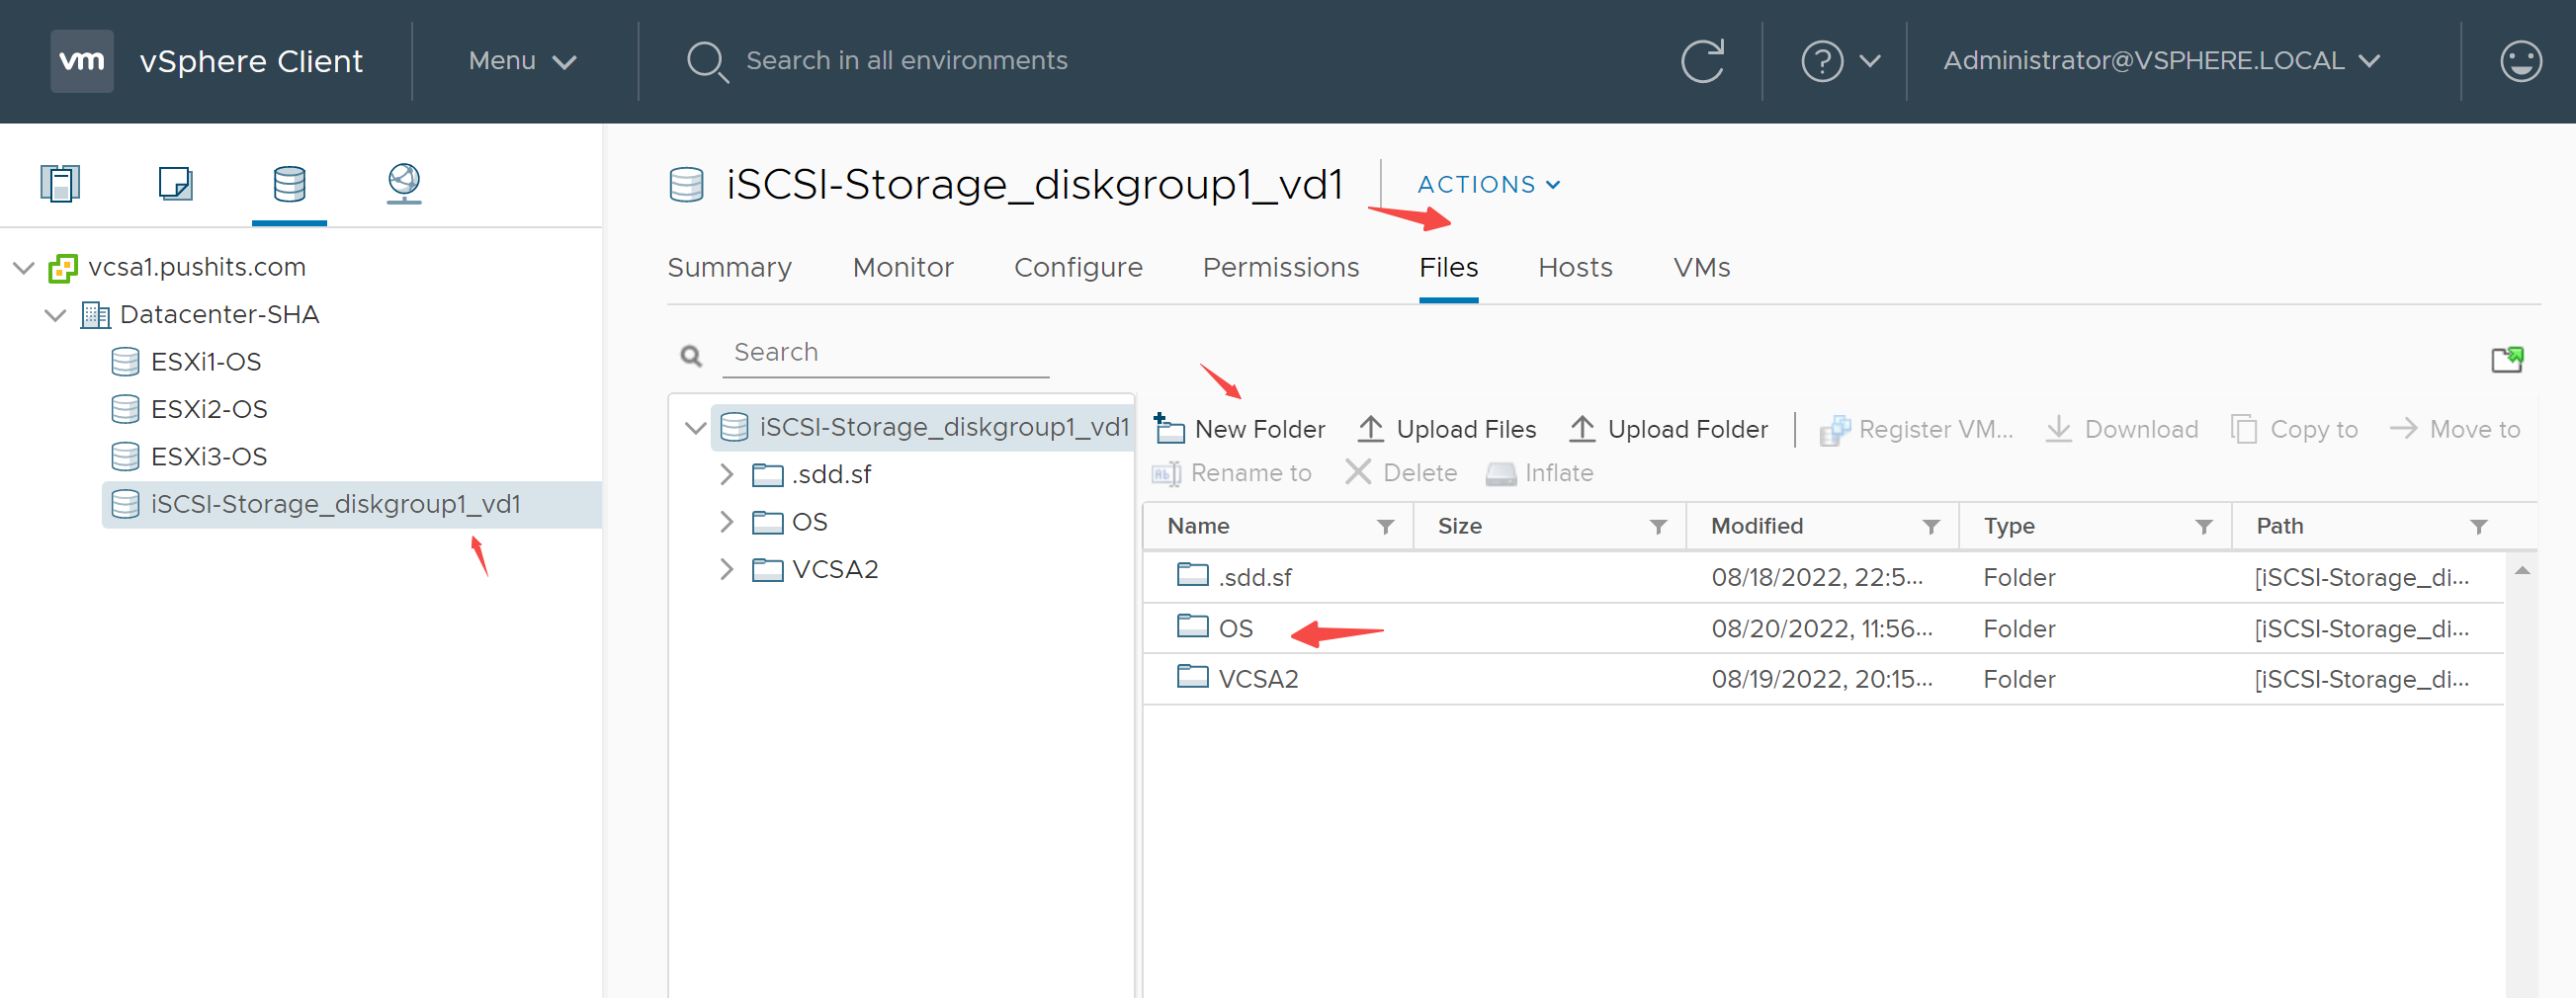 vm vSphere Client Menu Search in all environments Administrator@VSPHERE.LOCAL
iSCSI-Storage_diskgroup1_vd1 ACTIONS
Summary Monitor Configure Permissions Files Hosts VMs
vcsa1.pushits.com
Datacenter-SHA
ESXi1-OS
ESXi2-OS
ESXi3-OS
iSCSI-Storage_diskgroup1_vd1
Search
iSCSI-Storage_diskgroup1_vd1
.sdd.sf
OS
VCSA2
New Folder Upload Files Upload Folder Register VM... Download Copy to Move to
Rename to Delete Inflate
Name Size Modified Type Path
.sdd.sf 08/18/2022, 22:5... Folder [iSCSI-Storage_di...
OS 08/20/2022, 11:56... Folder [iSCSI-Storage_di...
VCSA2 08/19/2022, 20:15... Folder [iSCSI-Storage_di...